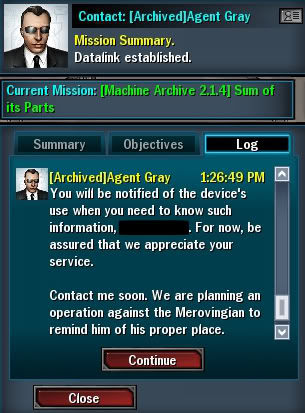 Contact: [Archived]Agent Gray
Mission Summary.
Datalink established.
Current Mission: [Machine Archive 2.1.4] Sum of
its Parts
Summary
Objectives
Log
[Archived]Agent Gray 1:26:49 PM
You will be notified of the device's
use when you need to know such
information, . For now, be
assured that we appreciate your
service.
Contact me soon. We are planning an
operation against the Merovingian to
remind him of his proper place.
Continue
Close